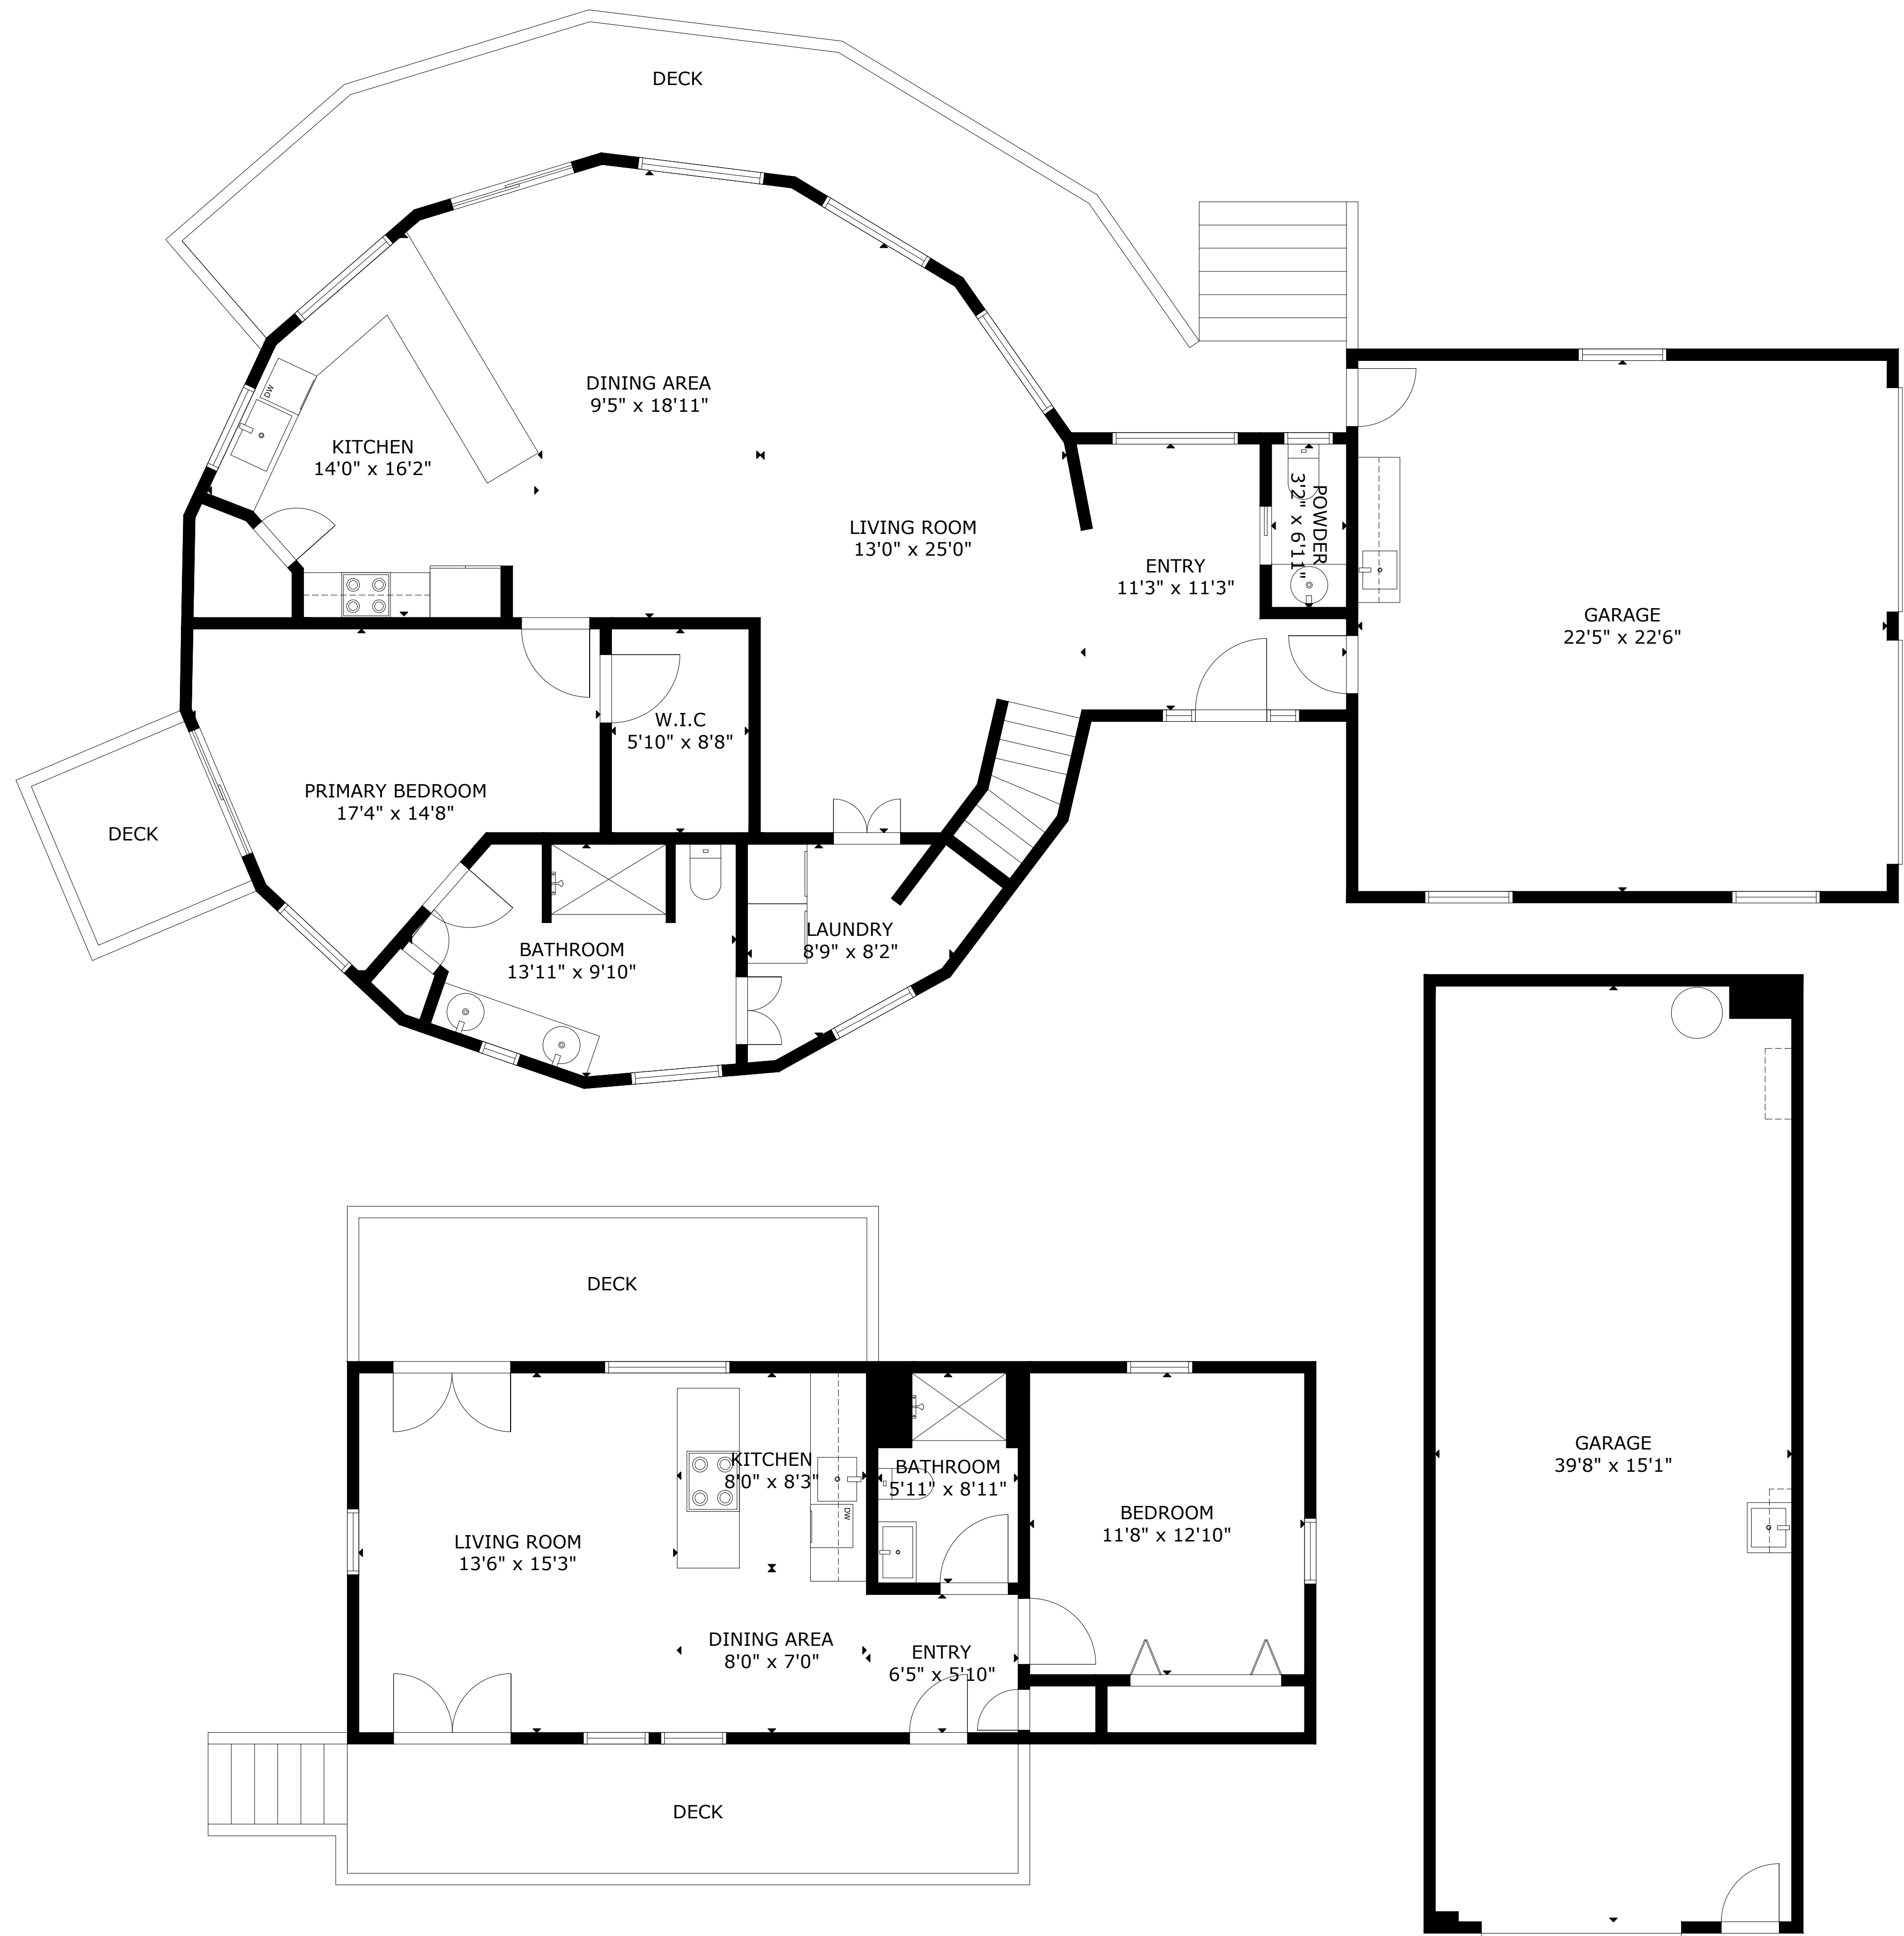 DECK
DINING AREA
9'5" x 18'11"
DW
KITCHEN
14'0" x 16'2"
LIVING ROOM
13'0" x 25'0"
ENTRY
11'3" x 11'3"
POWDER
3'2" x 6'11"
GARAGE
22'5" x 22'6"
W.I.C
5'10" x 8'8"
PRIMARY BEDROOM
17'4" x 14'8"
DECK
BATHROOM
13'11" x 9'10"
LAUNDRY
8'9" x 8'2"
DECK
KITCHEN
8'0" x 8'3"
DW
BATHROOM
5'11" x 8'11"
BEDROOM
11'8" x 12'10"
LIVING ROOM
13'6" x 15'3"
DINING AREA
8'0" x 7'0"
ENTRY
6'5" x 5'10"
DECK
GARAGE
39'8" x 15'1"